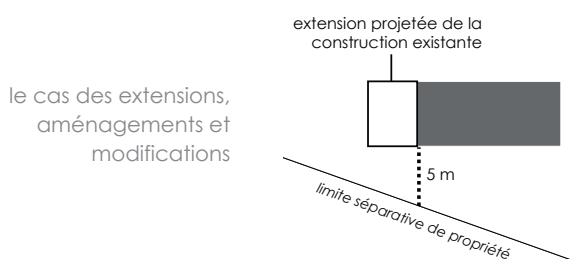 extension projetée de la
construction existante
le cas des extensions,
aménagements et
modifications
5 m
limite séparative de propriété